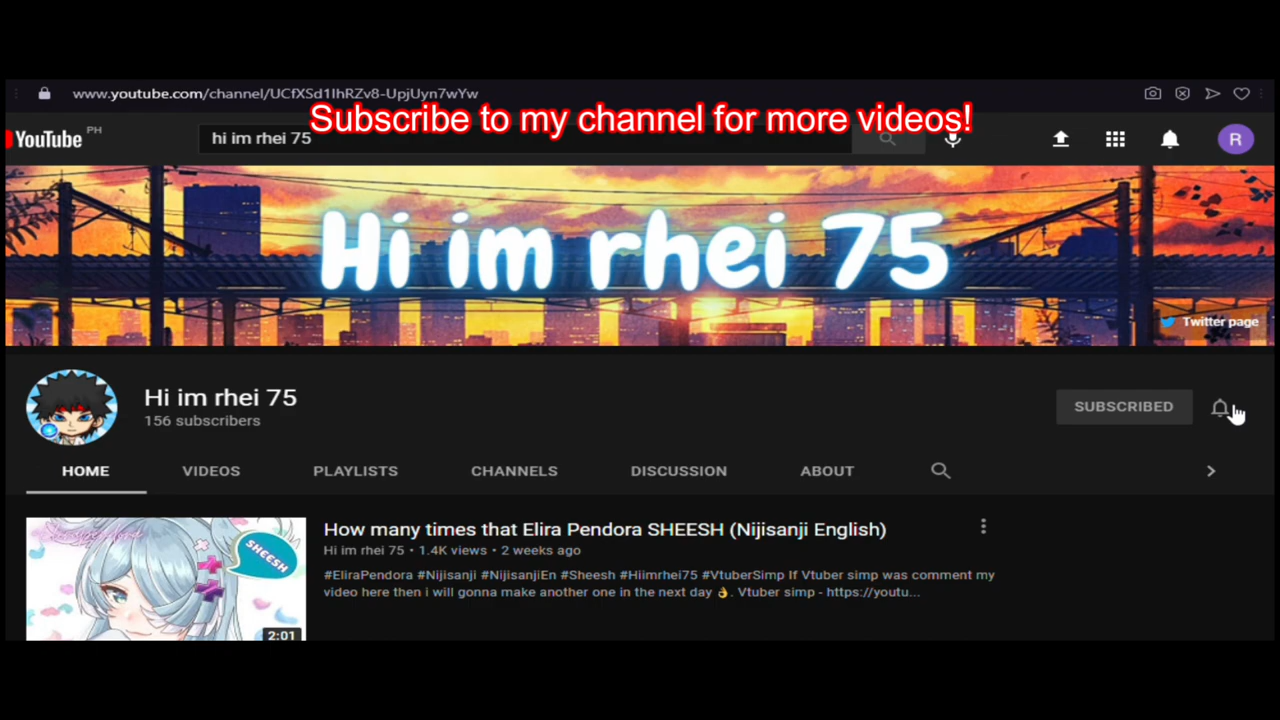 www.youtube.com/channel/UCfXSd1IhRZv8-UpjUyn7wYw
Subscribe to my channel for more videos!
YouTube PH
hi im rhei 75
R
Hi im rhei 75
Twitter page
Hi im rhei 75
156 subscribers
SUBSCRIBED
HOME VIDEOS PLAYLISTS CHANNELS DISCUSSION ABOUT
How many times that Elira Pendora SHEESH (Nijisanji English)
Hi im rhei 75 • 1.4K views • 2 weeks ago
SHEESH
#EliraPendora #Nijisanji #NijisanjiEn #Sheesh #Hiimrhei75 #VtuberSimp If Vtuber simp was comment my
video here then i will gonna make another one in the next day 👌. Vtuber simp - https://youtu...
2:01